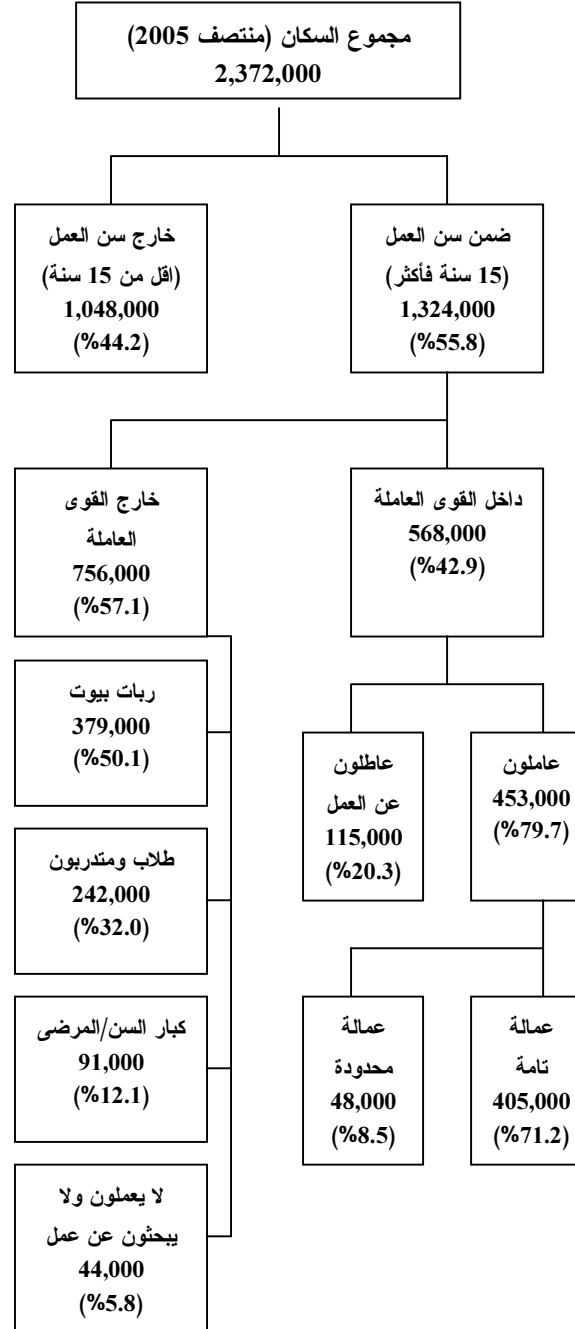 مجموع السكان (منتصف 2005)
2,372,000
ضمن سن العمل
(15 سنة فأكثر)
1,324,000
(%55.8)
خارج سن العمل
(اقل من 15 سنة)
1,048,000
(%44.2)
داخل القوى العاملة
568,000
(%42.9)
خارج القوى
العاملة
756,000
(%57.1)
عاملون
453,000
(%79.7)
عاطلون
عن العمل
115,000
(%20.3)
عمالة
تامة
405,000
(%71.2)
عمالة
محدودة
48,000
(%8.5)
ربات بيوت
379,000
(%50.1)
طلاب ومتدربون
242,000
(%32.0)
كبار السن/المرضى
91,000
(%12.1)
لا يعملون ولا
يبحثون عن عمل
44,000
(%5.8)